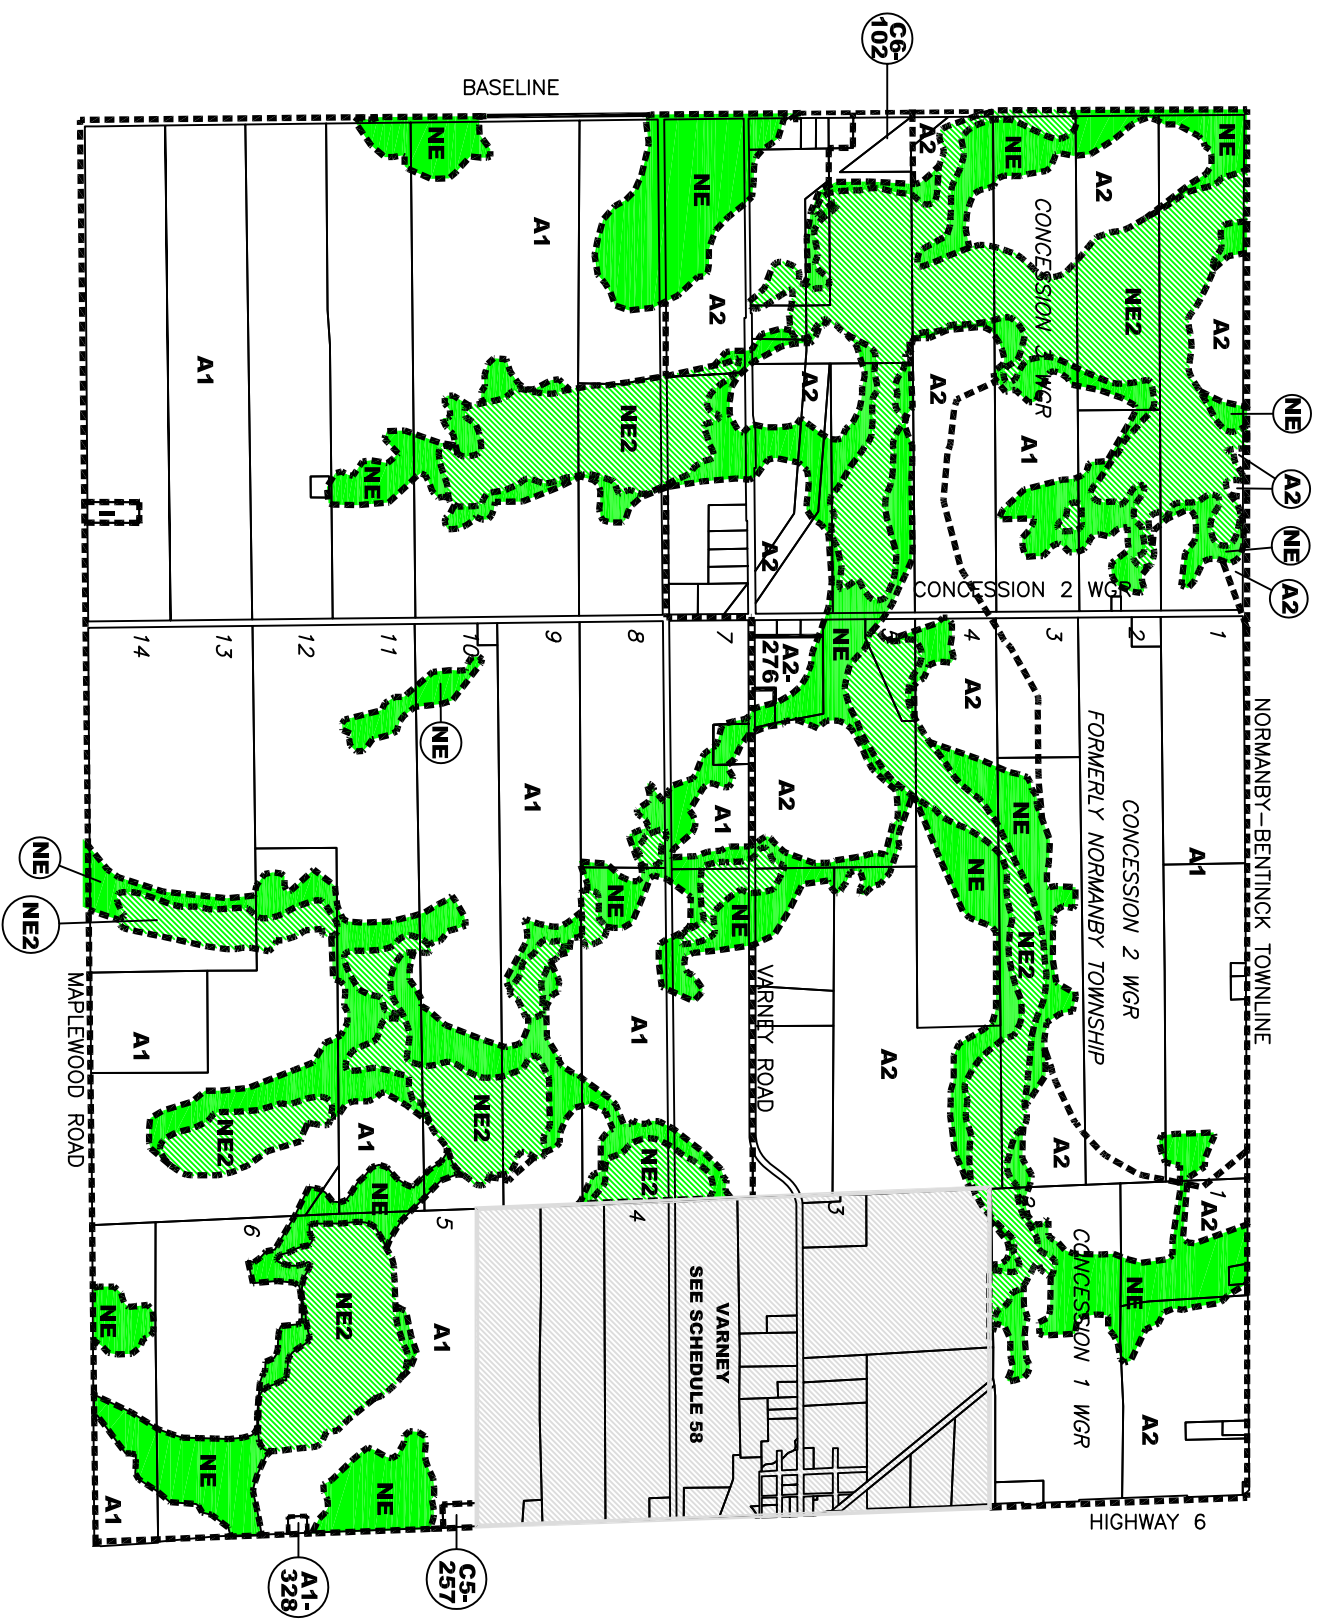 C6-
102
BASELINE
NE
A2
NE
A2
NE
NE
A1
NE
A2
CONCESSION 3 WGR
NE2
A2
A1
A2
A2
A1
NE2
NE
NE
A2
NE
A2
I
A2
CONCESSION 2 WGR
14
13
12
11
10
9
8
7
A2-
276
NE
5
4
3
2
1
NE
A2
NORMANBY-BENTINCK TOWNLINE
FORMERLY NORMANBY TOWNSHIP
CONCESSION 2 WGR
A1
A2
A1
NE
NE
A1
NE
NE2
NE
NE
NE2
MAPLEWOOD ROAD
A1
A1
VARNEY ROAD
A2
NE2
NE2
A1
NE2
A2
NE
6
5
4
3
2
1
A2
CONCESSION 1 WGR
NE
NE
NE2
A1
VARNEY
SEE SCHEDULE 58
A2
A1
NE
NE
HIGHWAY 6
A1-
328
C5-
257